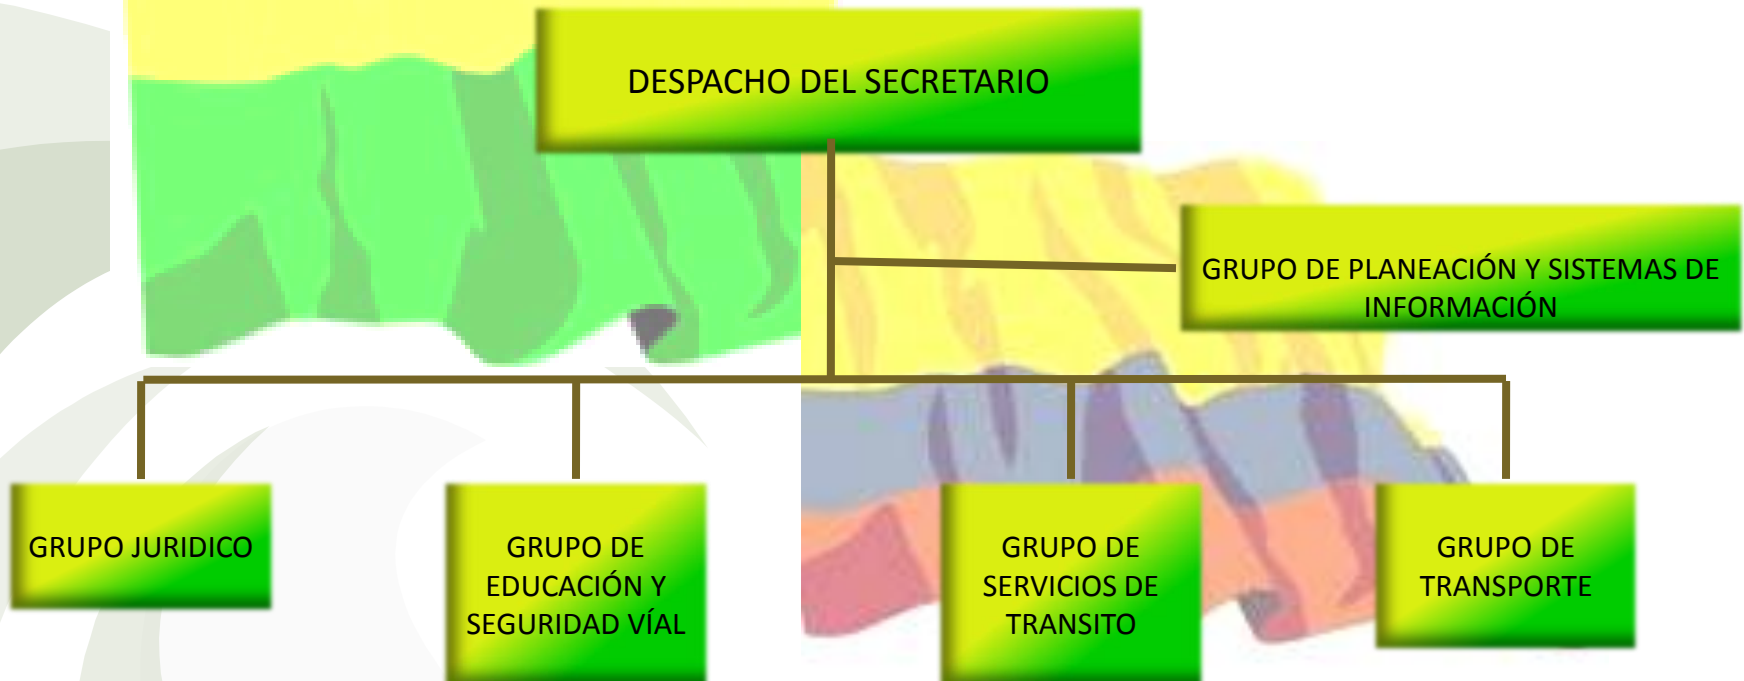 DESPACHO DEL SECRETARIO
GRUPO DE PLANEACIÓN Y SISTEMAS DE
INFORMACIÓN
GRUPO JURIDICO
GRUPO DE
EDUCACIÓN Y
SEGURIDAD VÍAL
GRUPO DE
SERVICIOS DE
TRANSITO
GRUPO DE
TRANSPORTE